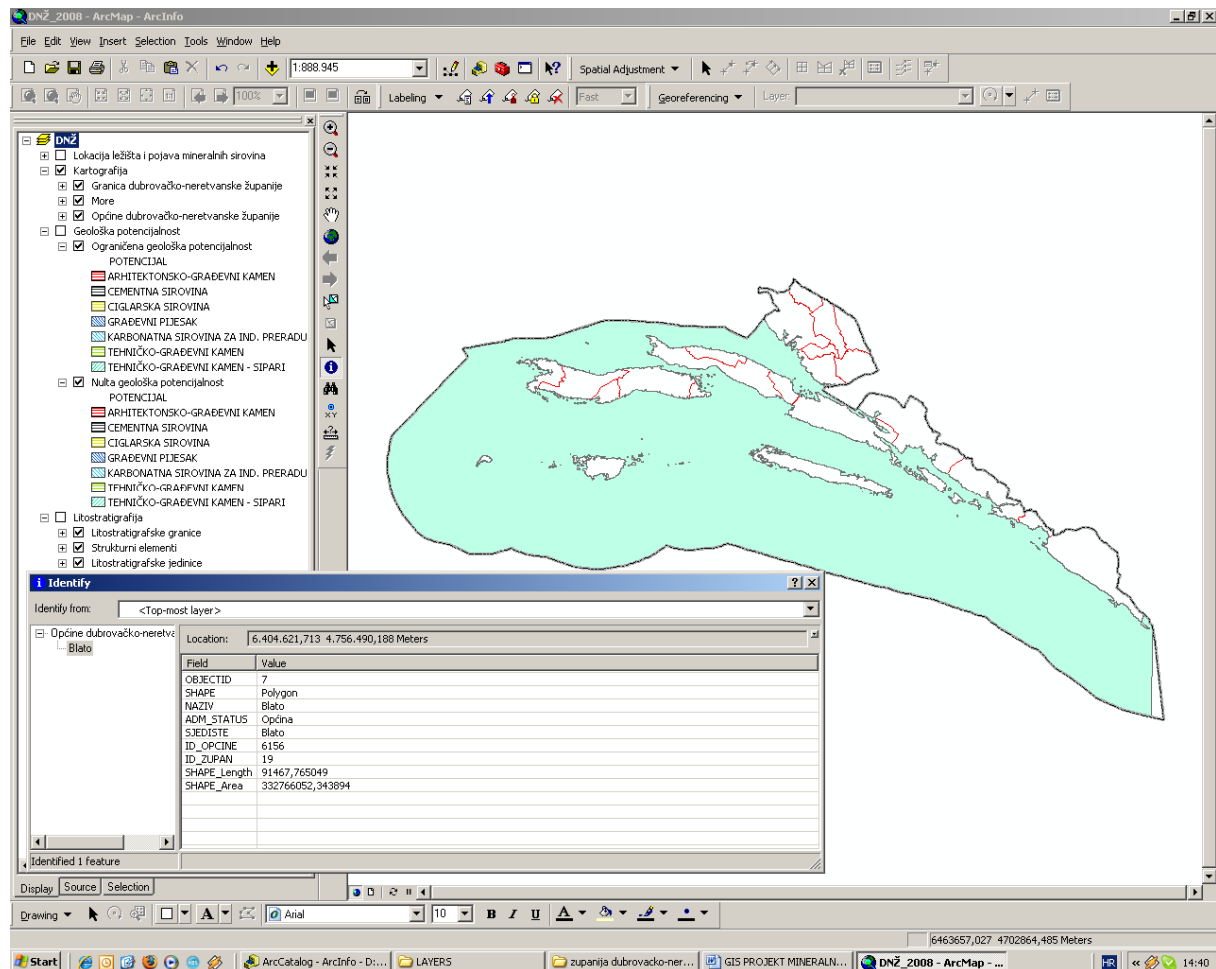 DNŽ_2008 - ArcMap - ArcInfo
File Edit View Insert Selection Tools Window Help
1:888.945
Spatial Adjustment
100%
Labeling
Fast
Georeferencing
Layer:
DNŽ
Lokacija ležišta i pojava mineralnih sirovina
Kartografija
Granica dubrovačko-neretvanske županije
More
Općine dubrovačko-neretvanske županije
Geološka potencijalnost
Ograničena geološka potencijalnost
POTENCIJAL
ARHITEKTONSKO-GRAĐEVNI KAMEN
CEMENTNA SIROVINA
CIGLARSKA SIROVINA
GRAĐEVNI PIJESAK
KARBONATNA SIROVINA ZA IND. PRERADU
TEHNIČKO-GRAĐEVNI KAMEN
TEHNIČKO-GRAĐEVNI KAMEN - SIPARI
Nulta geološka potencijalnost
POTENCIJAL
ARHITEKTONSKO-GRAĐEVNI KAMEN
CEMENTNA SIROVINA
CIGLARSKA SIROVINA
GRAĐEVNI PIJESAK
KARBONATNA SIROVINA ZA IND. PRERADU
TEHNIČKO-GRAĐEVNI KAMEN
TEHNIČKO-GRAĐEVNI KAMEN - SIPARI
Litostratigrafija
Litostratigrafske granice
Strukturni elementi
Litostratigrafske jedinice
Identify
Identify from: <Top-most layer>
Općine dubrovačko-neretva
Blato
Location: 6.404.621,713 4.756.490,188 Meters
Field Value
OBJECTID 7
SHAPE Polygon
NAZIV Blato
ADM_STATUS Općina
SJEDISTE Blato
ID_OPCINE 6156
ID_ZUPAN 19
SHAPE_Length 91467,765049
SHAPE_Area 332766052,343894
Identified 1 feature
Display Source Selection
Drawing A Arial 10 B I U A
6463657,027 4702864,485 Meters
Start ArcCatalog - ArcInfo - D:... LAYERS zupanija dubrovacko-ner... GIS PROJEKT MINERALN... DNŽ_2008 - ArcMap - ... HR 14:40